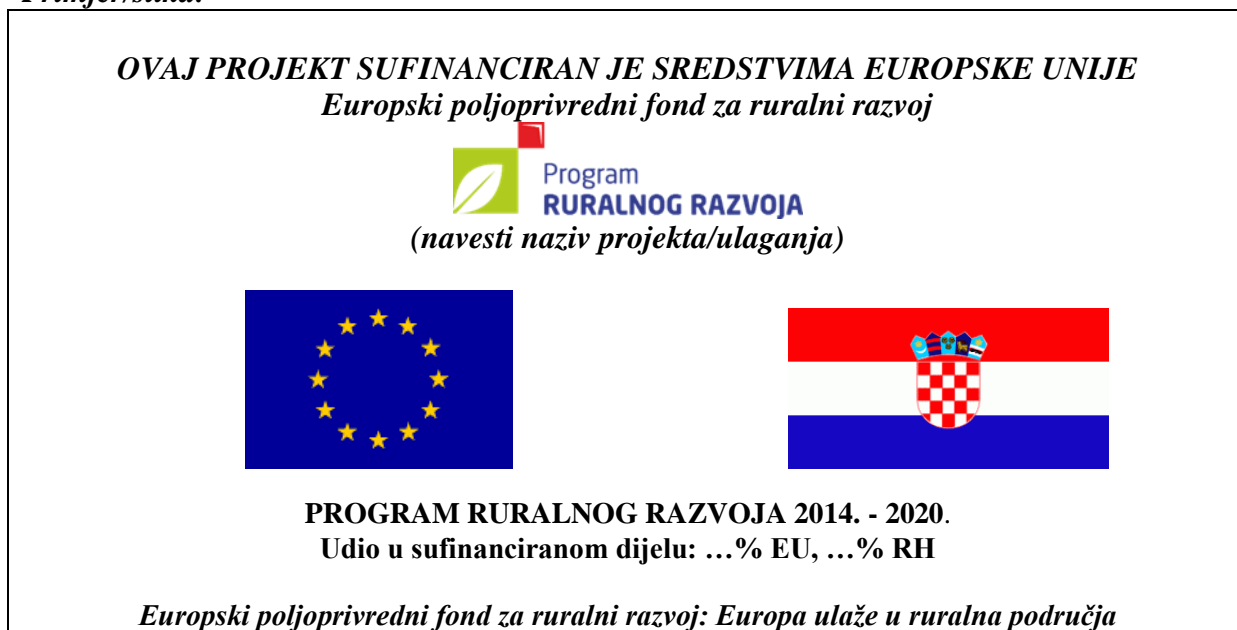 Primjer/slika:
OVAJ PROJEKT SUFINANCIRAN JE SREDSTVIMA EUROPSKE UNIJE
Europski poljoprivredni fond za ruralni razvoj
Program
RURALNOG RAZVOJA
(navesti naziv projekta/ulaganja)
PROGRAM RURALNOG RAZVOJA 2014. - 2020.
Udio u sufinanciranom dijelu: …% EU, …% RH
Europski poljoprivredni fond za ruralni razvoj: Europa ulaže u ruralna područja